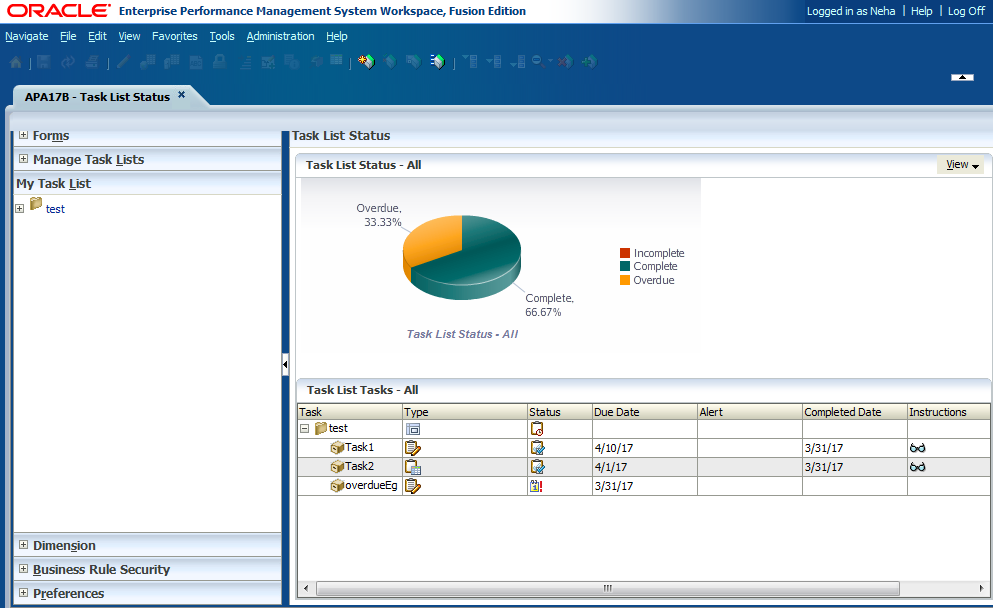 ORACLE® Enterprise Performance Management System Workspace, Fusion Edition Logged in as Neha | Help | Log Off
Navigate File Edit View Favorites Tools Administration Help
APA17B - Task List Status
Forms
Manage Task Lists
My Task List
test
Dimension
Business Rule Security
Preferences
Task List Status
Task List Status - All View
Overdue,
33.33%
Complete,
66.67%
Incomplete
Complete
Overdue
Task List Status - All
Task List Tasks - All
Task Type Status Due Date Alert Completed Date Instructions
test
Task1 4/10/17 3/31/17
Task2 4/1/17 3/31/17
overdueEg 3/31/17